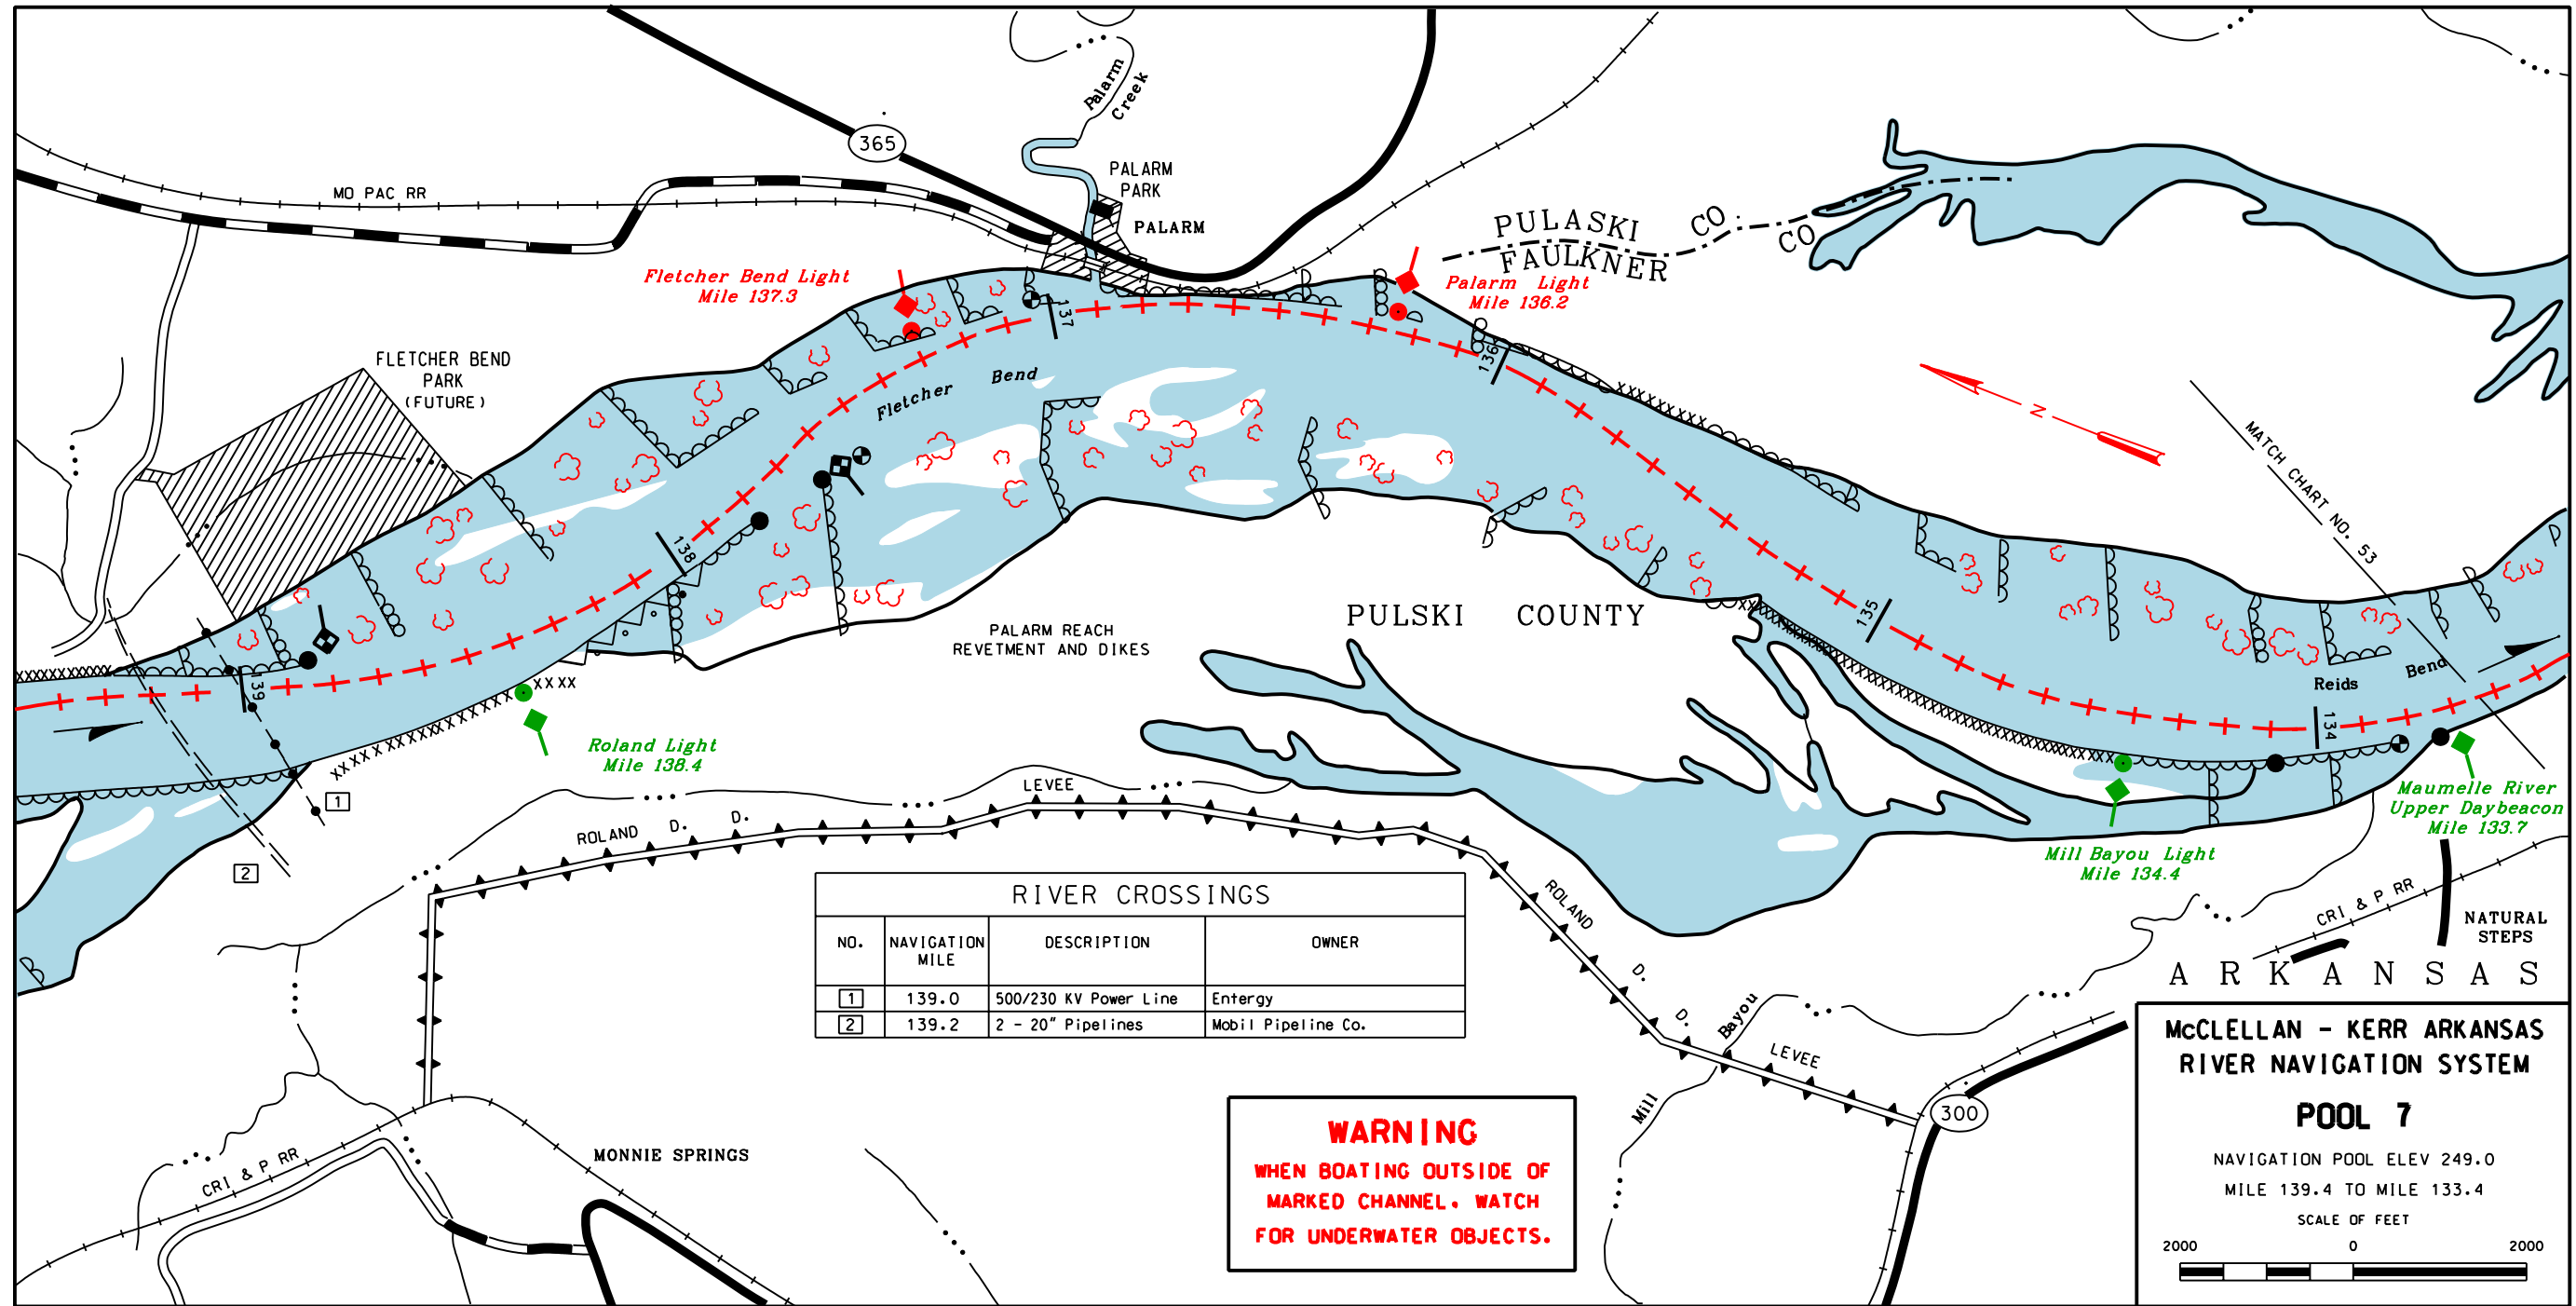 Palarm
Creek
365
PALARM
PARK
PALARM
MO PAC RR
PULASKI CO.
FAULKNER CO
Fletcher Bend Light
Mile 137.3
Palarm Light
Mile 136.2
137
136
FLETCHER BEND
PARK
(FUTURE)
Fletcher Bend
N
MATCH CHART NO. 53
138
135
PULSKI COUNTY
PALARM REACH
REVETMENT AND DIKES
139
XXXX
Reids Bend
134
Roland Light
Mile 138.4
1
2
ROLAND D. D. LEVEE
Maumelle River
Upper Daybeacon
Mile 133.7
Mill Bayou Light
Mile 134.4
ROLAND D. D. LEVEE
CRI & P RR
NATURAL
STEPS
ARKANSAS
RIVER CROSSINGS
NO. NAVIGATION MILE DESCRIPTION OWNER
1 139.0 500/230 KV Power Line Entergy
2 139.2 2 - 20" Pipelines Mobil Pipeline Co.
Mill Bayou
300
CRI & P RR
MONNIE SPRINGS
WARNING
WHEN BOATING OUTSIDE OF
MARKED CHANNEL. WATCH
FOR UNDERWATER OBJECTS.
McCLELLAN - KERR ARKANSAS
RIVER NAVIGATION SYSTEM
POOL 7
NAVIGATION POOL ELEV 249.0
MILE 139.4 TO MILE 133.4
SCALE OF FEET
2000 0 2000